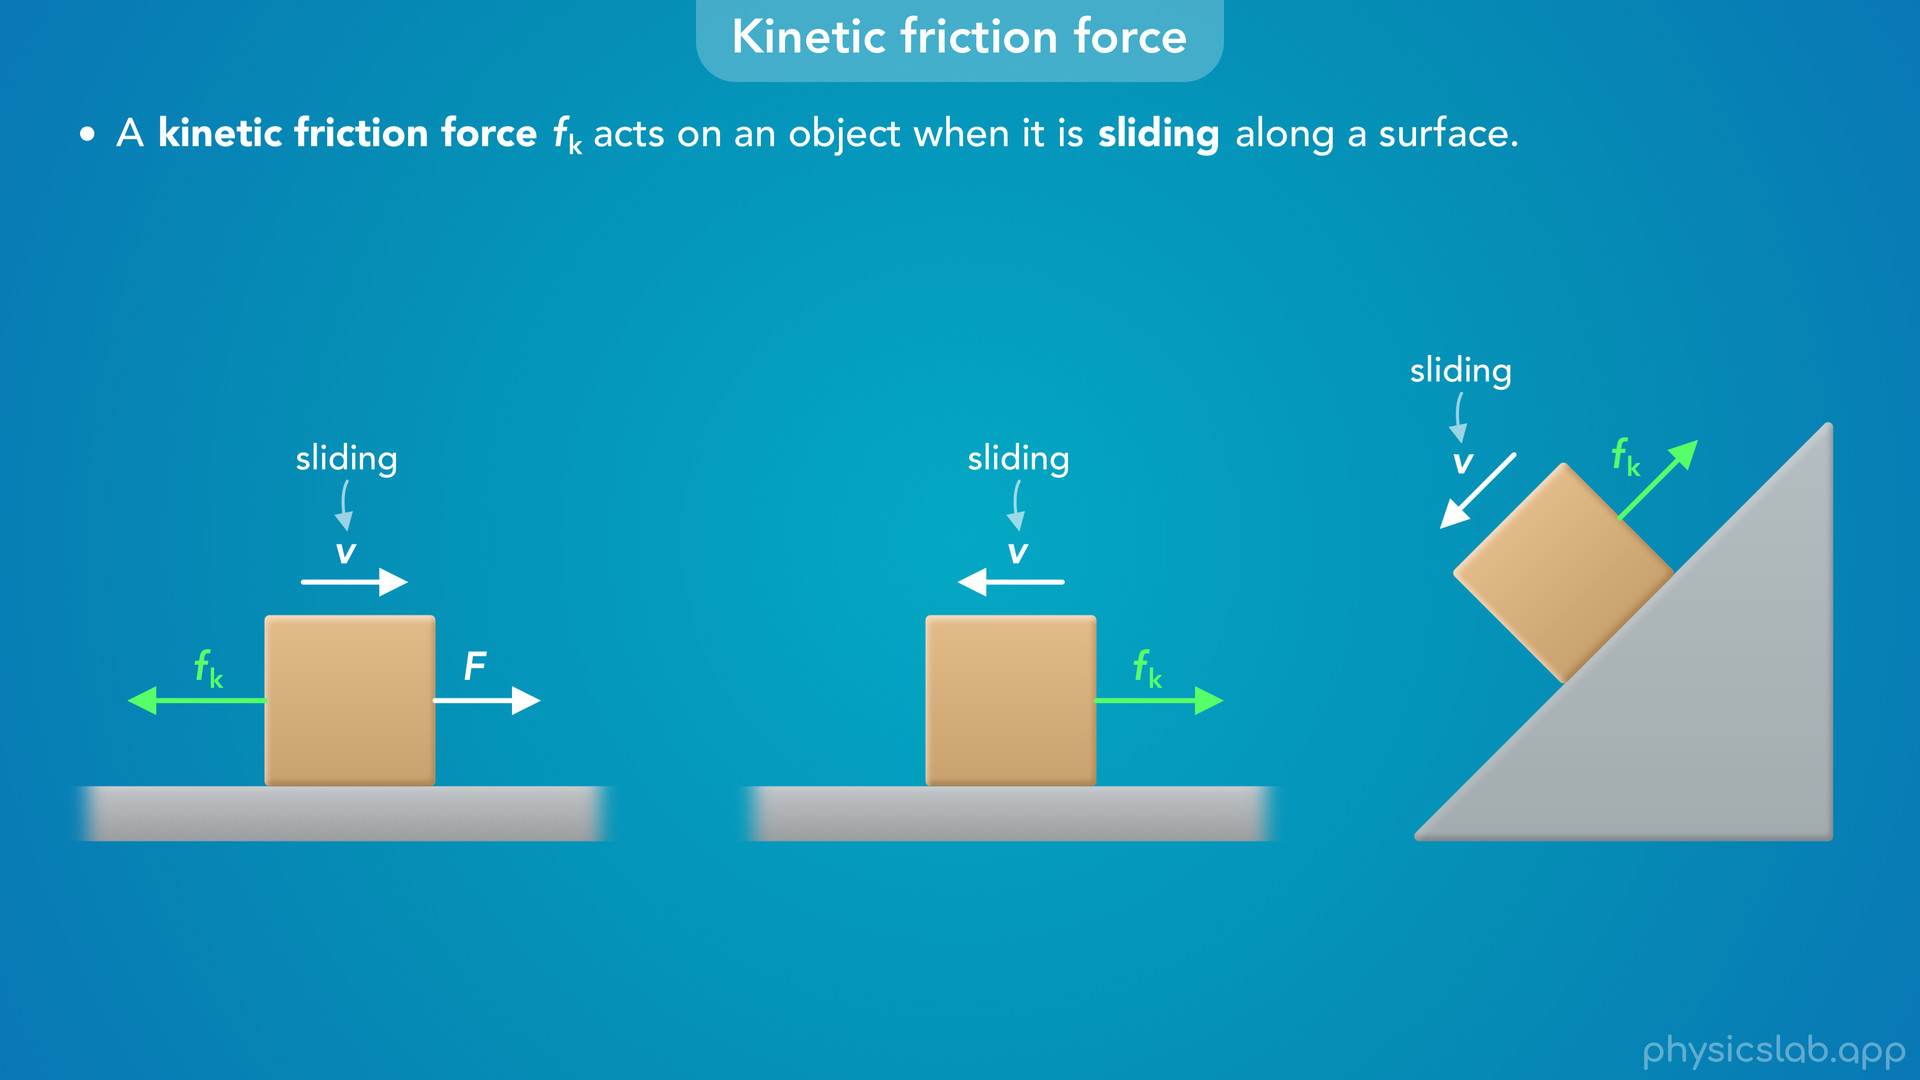 Kinetic friction force
• A kinetic friction force fk acts on an object when it is sliding along a surface.
sliding
v
fk
F
sliding
v
fk
sliding
v
fk
physicslab.app